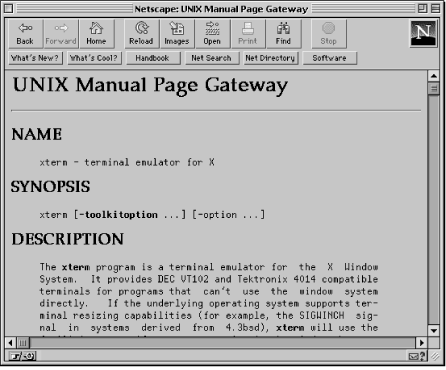 Netscape: UNIX Manual Page Gateway
Back Forward Home Reload Images Open Print Find Stop
N
What's New? What's Cool? Handbook Net Search Net Directory Software
UNIX Manual Page Gateway
NAME
xterm - terminal emulator for X
SYNOPSIS
xterm [-toolkitoption ...] [-option ...]
DESCRIPTION
The xterm program is a terminal emulator for the X Window
System. It provides DEC VT102 and Tektronix 4014 compatible
terminals for programs that can't use the window system
directly. If the underlying operating system supports ter-
minal resizing capabilities (for example, the SIGWINCH sig-
nal in systems derived from 4.3bsd), xterm will use the